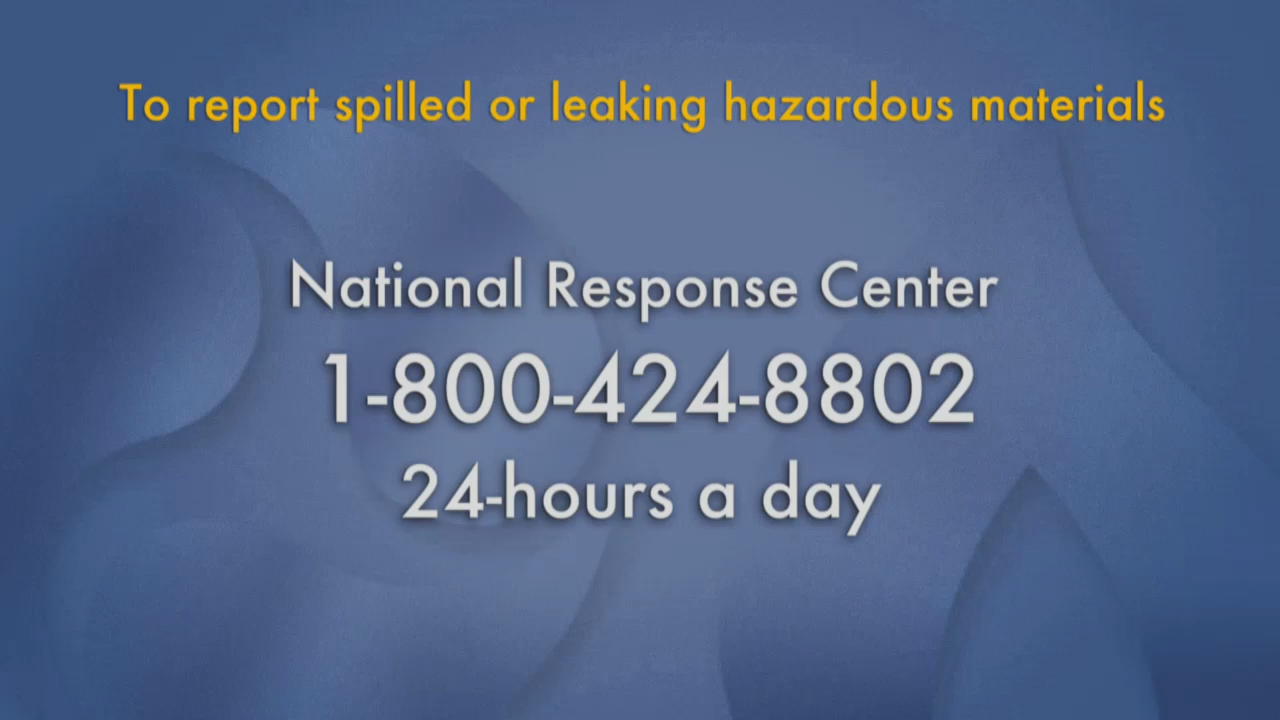 To report spilled or leaking hazardous materials
National Response Center
1-800-424-8802
24-hours a day